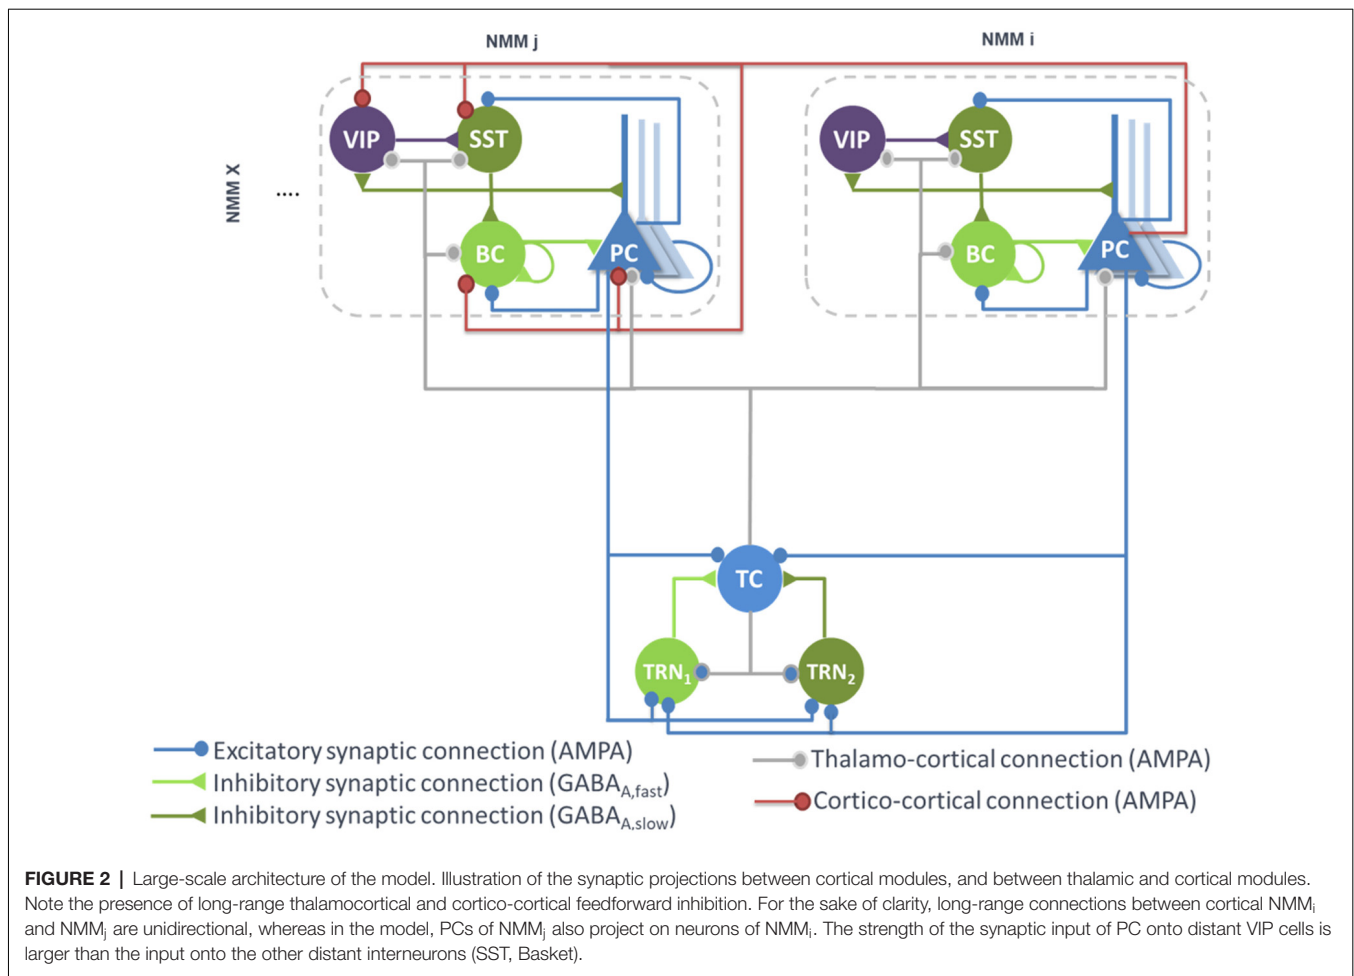 NMM j
NMM i
VIP
SST
VIP
SST
NMM X
....
BC
PC
BC
PC
TC
TRN1
TRN2
Excitatory synaptic connection (AMPA)
Inhibitory synaptic connection (GABAA,fast)
Inhibitory synaptic connection (GABAA,slow)
Thalamo-cortical connection (AMPA)
Cortico-cortical connection (AMPA)
FIGURE 2 | Large-scale architecture of the model. Illustration of the synaptic projections between cortical modules, and between thalamic and cortical modules.
Note the presence of long-range thalamocortical and cortico-cortical feedforward inhibition. For the sake of clarity, long-range connections between cortical NMMi
and NMMj are unidirectional, whereas in the model, PCs of NMMj also project on neurons of NMMi. The strength of the synaptic input of PC onto distant VIP cells is
larger than the input onto the other distant interneurons (SST, Basket).